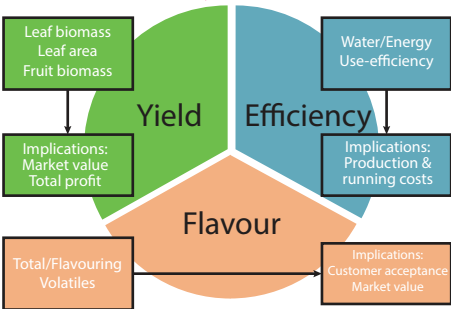 Leaf biomass
Leaf area
Fruit biomass
Water/Energy
Use-efficiency
Yield
Efficiency
Implications:
Market value
Total profit
Implications:
Production &
running costs
Flavour
Total/Flavouring
Volatiles
Implications:
Customer acceptance
Market value